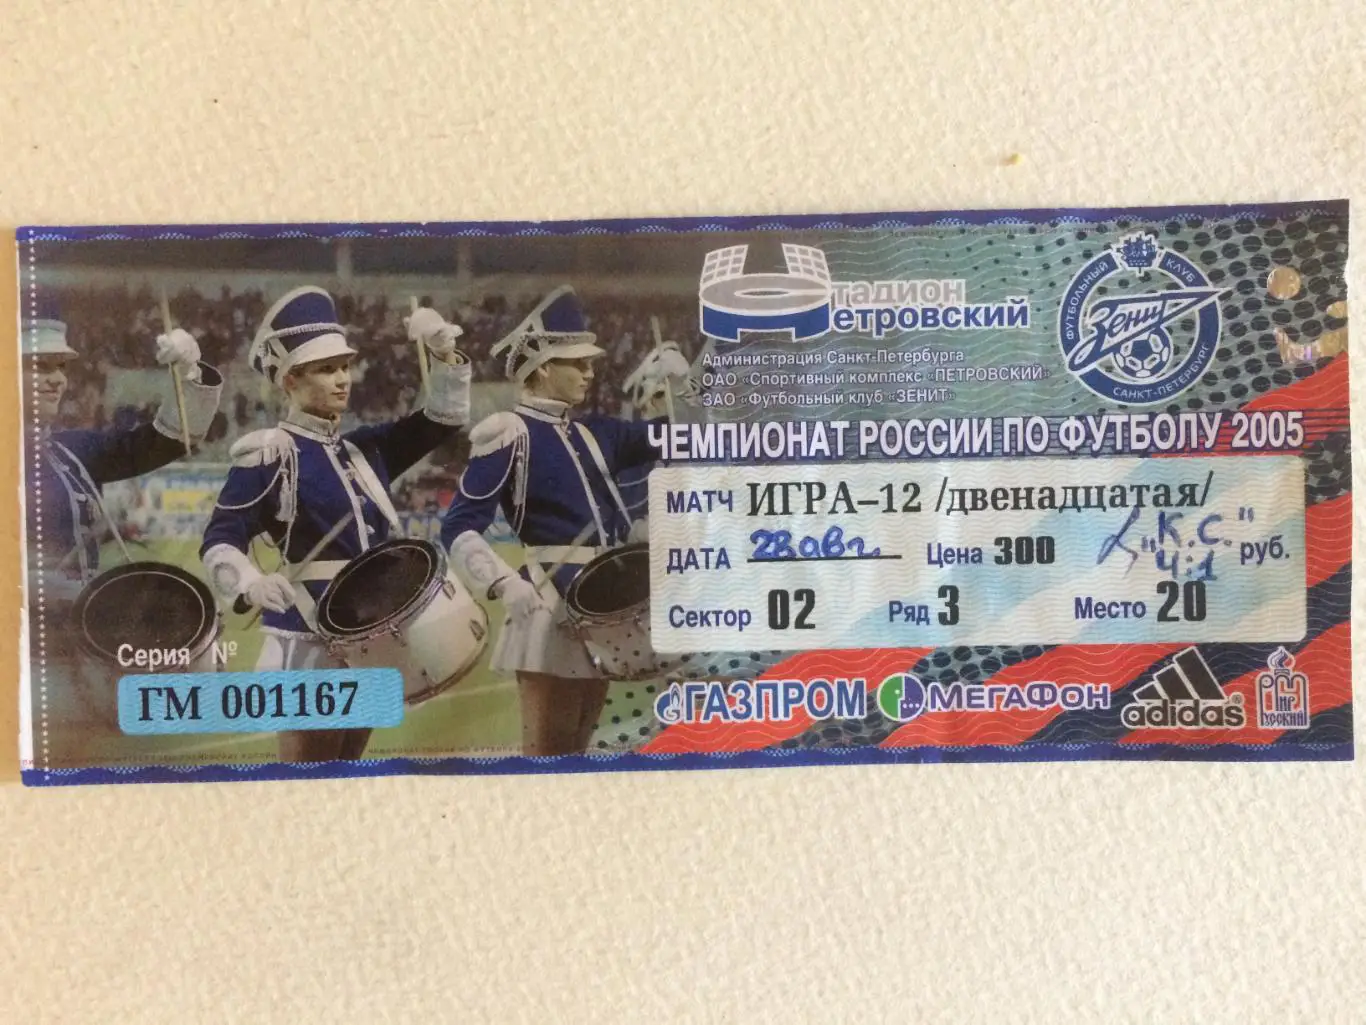 Стадион
Петровский
Администрация Санкт-Петербурга
ОАО «Спортивный комплекс «ПЕТРОВСКИЙ»
ЗАО «Футбольный клуб «ЗЕНИТ»
ФУТБОЛЬНЫЙ КЛУБ
Зенит
САНКТ-ПЕТЕРБУРГ
ЧЕМПИОНАТ РОССИИ ПО ФУТБОЛУ 2005
МАТЧ ИГРА-12 /двенадцатая/
ДАТА 28 авг. Цена 300 руб.
"К.С."
4:1
Сектор 02 Ряд 3 Место 20
Серия №
ГМ 001167
ГАЗПРОМ МЕГАФОН adidas®
РУССКИЙ МИР